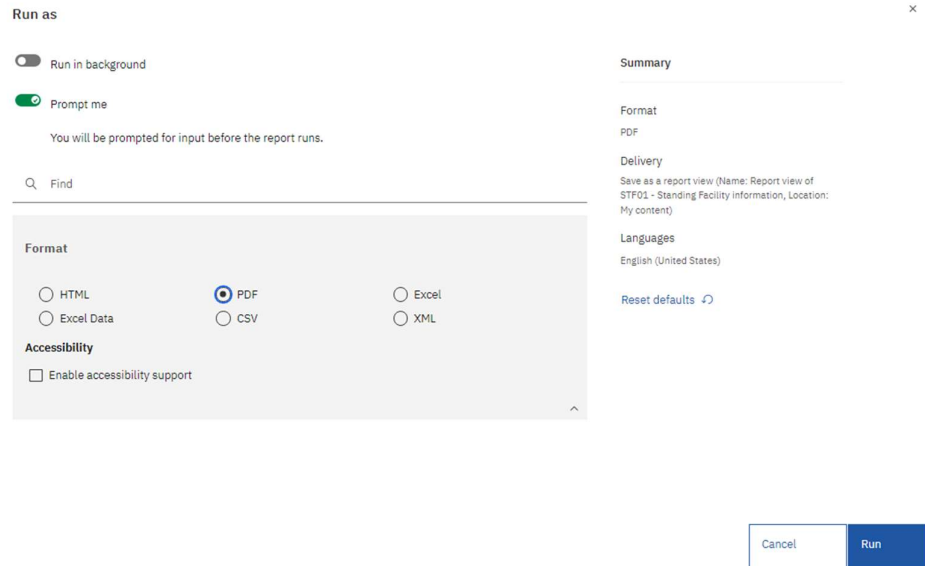 Run as
Run in background
Prompt me
You will be prompted for input before the report runs.
Find
Format
HTML
PDF
Excel
Excel Data
CSV
XML
Accessibility
Enable accessibility support
Summary
Format
PDF
Delivery
Save as a report view (Name: Report view of
STF01 - Standing Facility information, Location:
My content)
Languages
English (United States)
Reset defaults
Cancel
Run